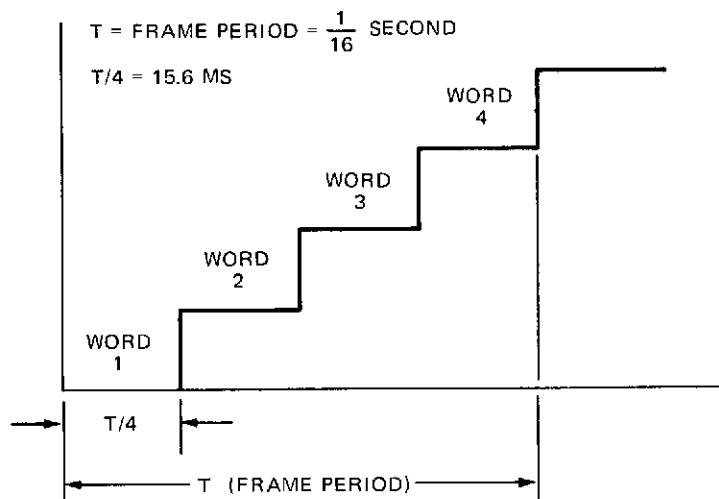 T = FRAME PERIOD = 1/16 SECOND
T/4 = 15.6 MS
WORD
4
WORD
3
WORD
2
WORD
1
T/4
T (FRAME PERIOD)